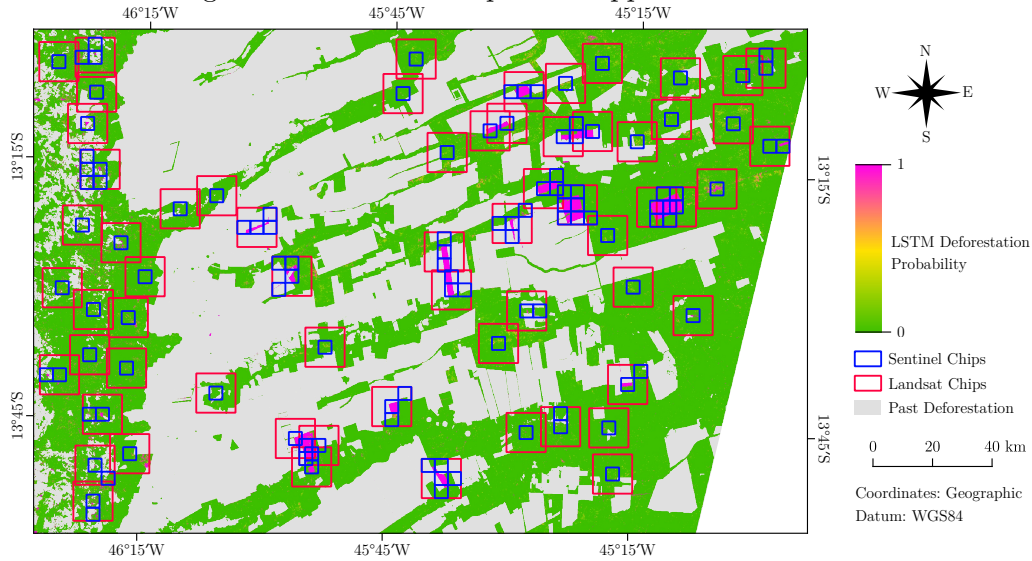 46°15'W 45°45'W 45°15'W
N
W E
S
13°15'S
13°15'S
1
LSTM Deforestation
Probability
0
Sentinel Chips
Landsat Chips
Past Deforestation
13°45'S
13°45'S
0 20 40 km
Coordinates: Geographic
Datum: WGS84
46°15'W 45°45'W 45°15'W